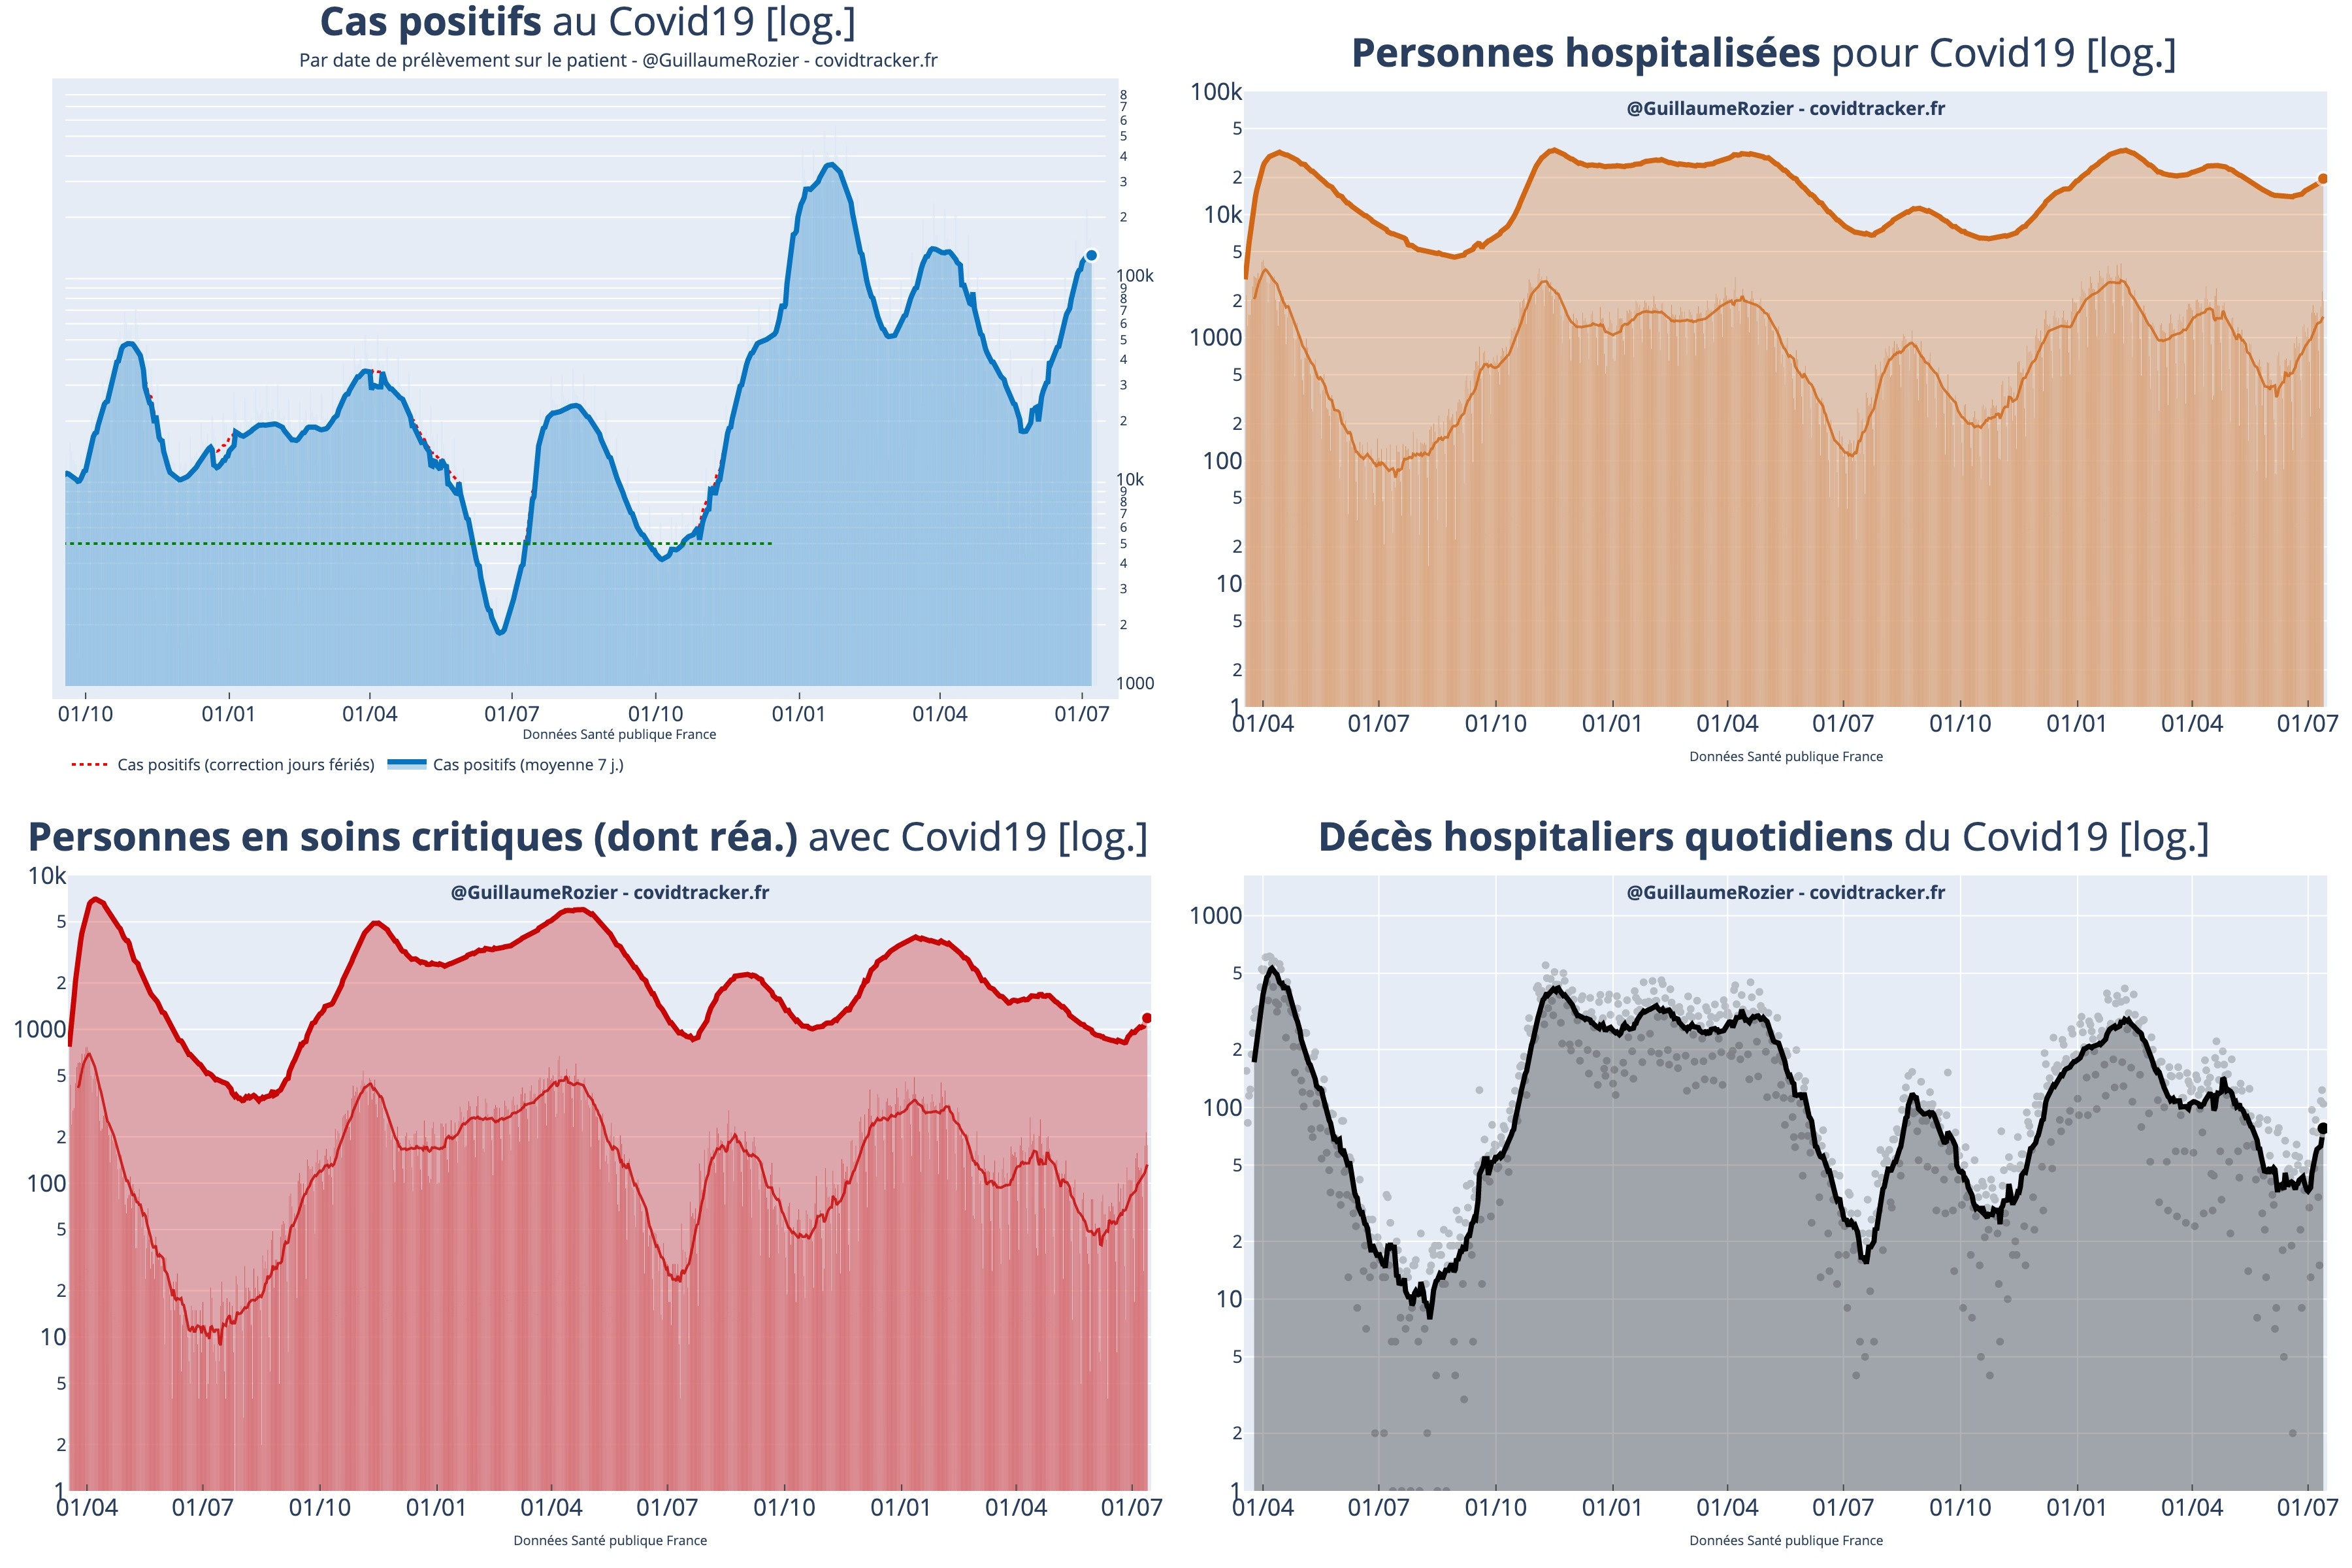 Cas positifs au Covid19 [log.]
Par date de prélèvement sur le patient - @GuillaumeRozier - covidtracker.fr
8
7
6
5
4
3
2
100k
9
8
7
6
5
4
3
2
10k
9
8
7
6
5
4
3
2
1000
01/10 01/01 01/04 01/07 01/10 01/01 01/04 01/07
Données Santé publique France
Cas positifs (correction jours fériés) Cas positifs (moyenne 7 j.)
Personnes hospitalisées pour Covid19 [log.]
@GuillaumeRozier - covidtracker.fr
100k
5
2
10k
5
2
1000
5
2
100
5
2
10
5
2
1
01/04 01/07 01/10 01/01 01/04 01/07 01/10 01/01 01/04 01/07
Données Santé publique France
Personnes en soins critiques (dont réa.) avec Covid19 [log.]
@GuillaumeRozier - covidtracker.fr
10k
5
2
1000
5
2
100
5
2
10
5
2
1
01/04 01/07 01/10 01/01 01/04 01/07 01/10 01/01 01/04 01/07
Données Santé publique France
Décès hospitaliers quotidiens du Covid19 [log.]
@GuillaumeRozier - covidtracker.fr
1000
5
2
100
5
2
10
5
2
1
01/04 01/07 01/10 01/01 01/04 01/07 01/10 01/01 01/04 01/07
Données Santé publique France